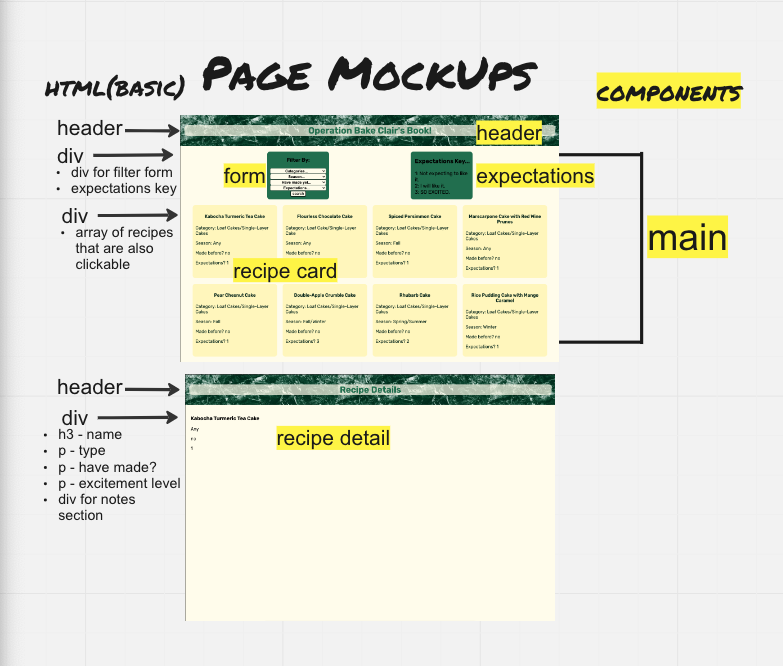 PAGE MOCKUPS
HTML(BASIC)
COMPONENTS
header
div
• div for filter form
• expectations key
div
• array of recipes
that are also
clickable
Operation Bake Clair's Book!
header
form
Filter By:
Categories...
Season...
Have made yet...
Expectations...
search
Expectations Key...
1: Not expecting to like
it.
2: I will like it.
3: SO EXCITED.
expectations
main
Kabocha Turmeric Tea Cake
Category: Loaf Cakes/Single-Layer
Cakes
Season: Any
Made before? no
Expectations? 1
Flourless Chocolate Cake
Category: Loaf Cakes/Single-Layer
Cakes
Season: Any
Made before? no
recipe card
Spiced Persimmon Cake
Category: Loaf Cakes/Single-Layer
Cakes
Season: Fall
Made before? no
Expectations? 1
Marscarpone Cake with Red Wine
Prunes
Category: Loaf Cakes/Single-Layer
Cakes
Season: Any
Made before? no
Expectations? 1
Pear Chesnut Cake
Category: Loaf Cakes/Single-Layer
Cakes
Season: Fall
Made before? no
Expectations? 1
Double-Apple Crumble Cake
Category: Loaf Cakes/Single-Layer
Cakes
Season: Fall/Winter
Made before? no
Expectations? 3
Rhubarb Cake
Category: Loaf Cakes/Single-Layer
Cakes
Season: Spring/Summer
Made before? no
Expectations? 2
Rice Pudding Cake with Mango
Caramel
Category: Loaf Cakes/Single-Layer
Cakes
Season: Winter
Made before? no
Expectations? 1
header
div
• h3 - name
• p - type
• p - have made?
• p - excitement level
• div for notes
section
Recipe Details
Kabocha Turmeric Tea Cake
Any
no
1
recipe detail